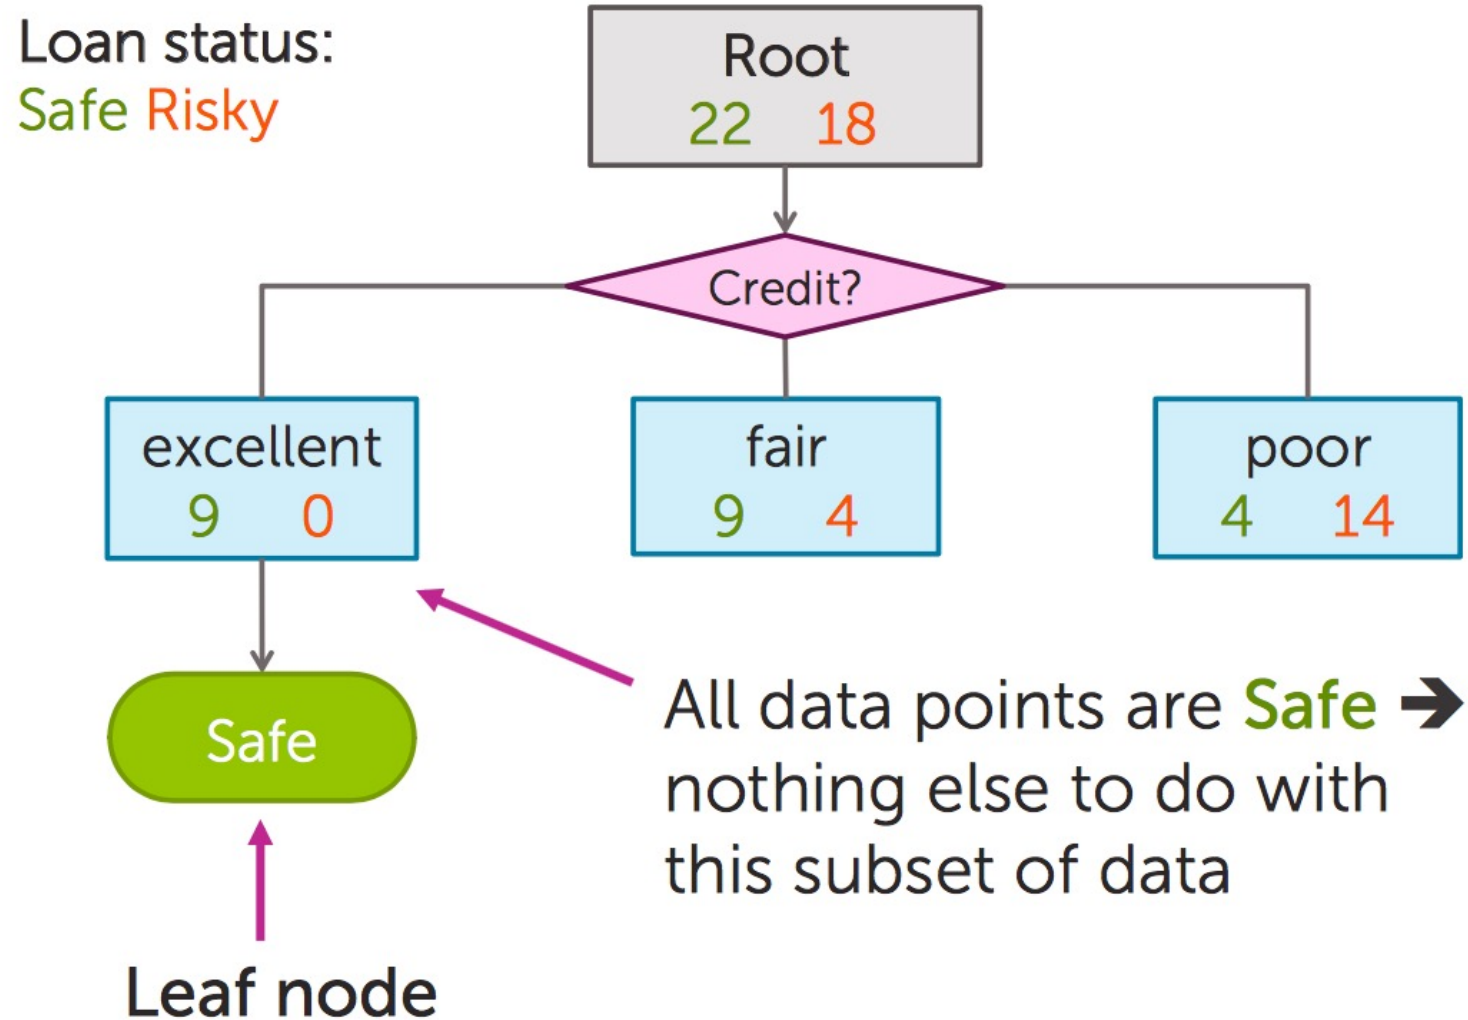 Loan status:
Safe Risky
Root
22 18
Credit?
excellent
9 0
fair
9 4
poor
4 14
Safe
All data points are Safe ➔
nothing else to do with
this subset of data
Leaf node